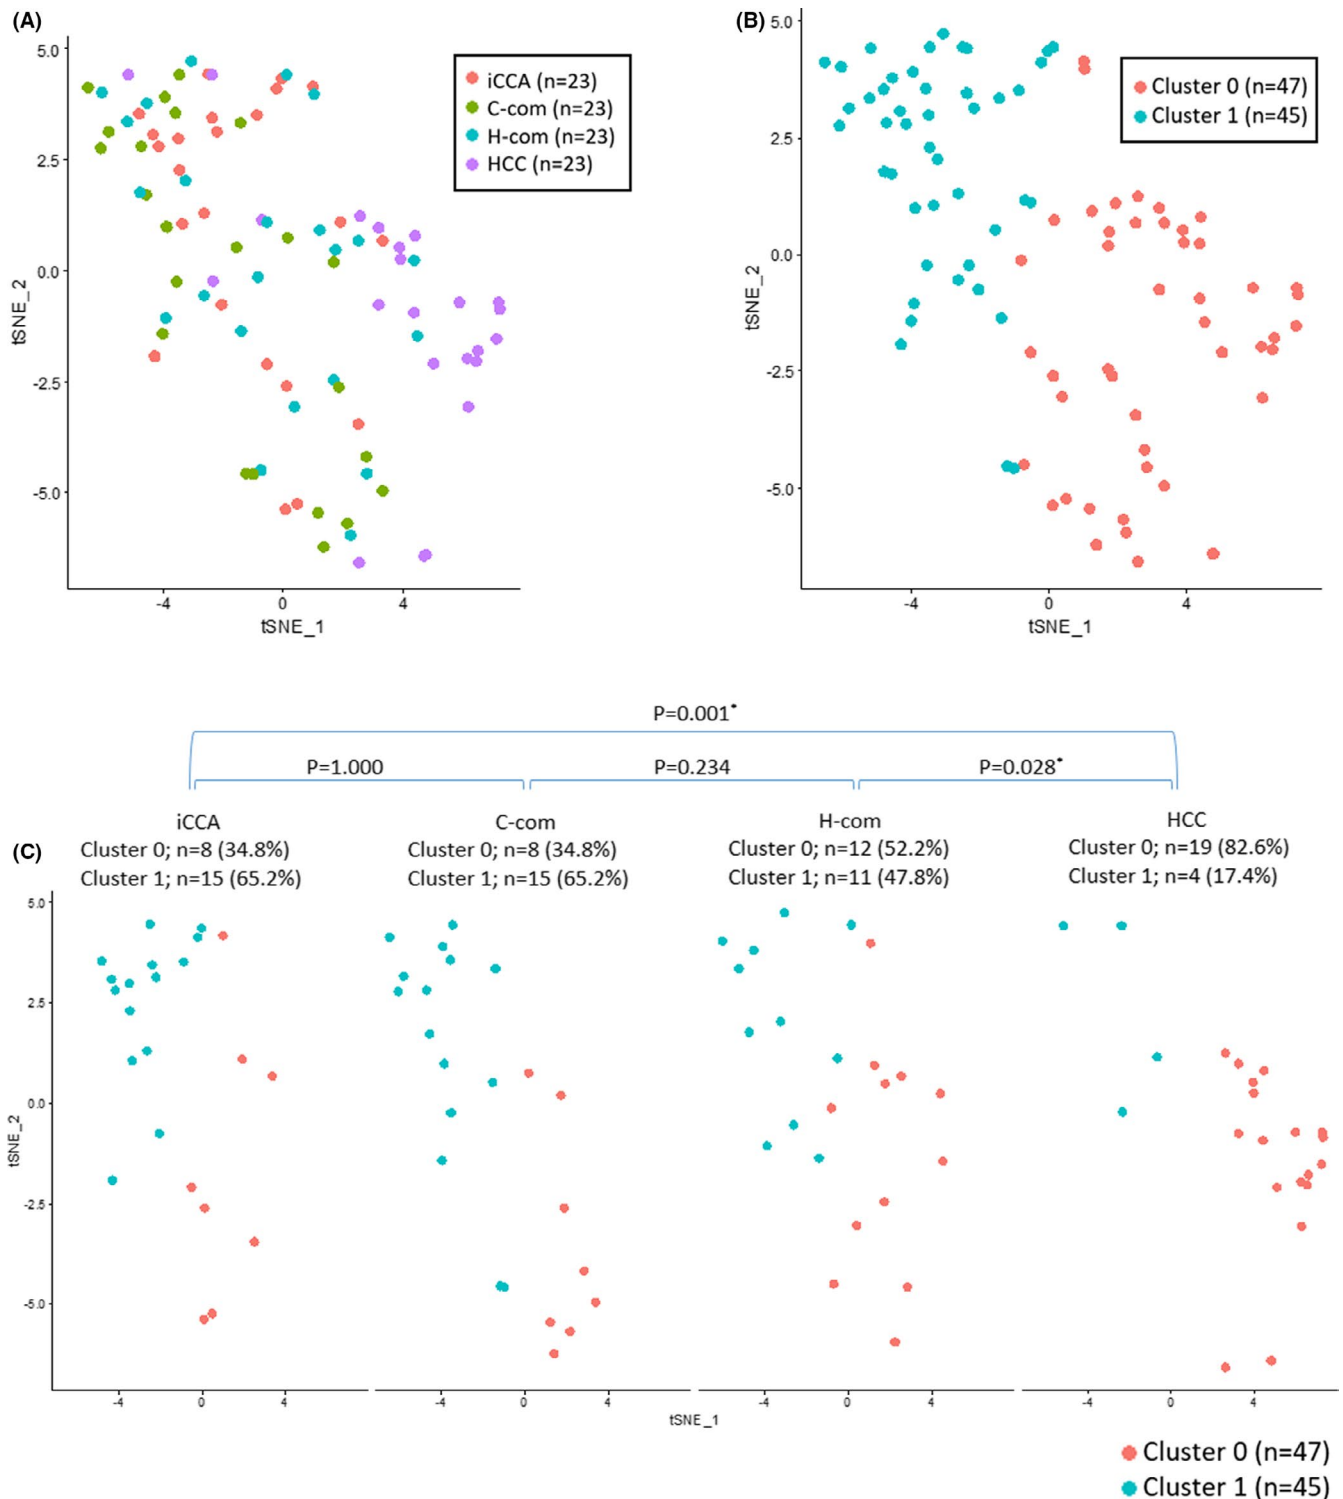 (A)
5.0
2.5
0.0
-2.5
-5.0
tSNE_2
-4
0
4
tSNE_1
iCCA (n=23)
C-com (n=23)
H-com (n=23)
HCC (n=23)
(B)
5.0
2.5
0.0
-2.5
-5.0
tSNE_2
-4
0
4
tSNE_1
Cluster 0 (n=47)
Cluster 1 (n=45)
P=0.001*
P=1.000
P=0.234
P=0.028*
(C)
iCCA
Cluster 0; n=8 (34.8%)
Cluster 1; n=15 (65.2%)
C-com
Cluster 0; n=8 (34.8%)
Cluster 1; n=15 (65.2%)
H-com
Cluster 0; n=12 (52.2%)
Cluster 1; n=11 (47.8%)
HCC
Cluster 0; n=19 (82.6%)
Cluster 1; n=4 (17.4%)
5.0
2.5
0.0
-2.5
-5.0
tSNE_2
-4
0
4
-4
0
4
-4
0
4
-4
0
4
tSNE_1
Cluster 0 (n=47)
Cluster 1 (n=45)